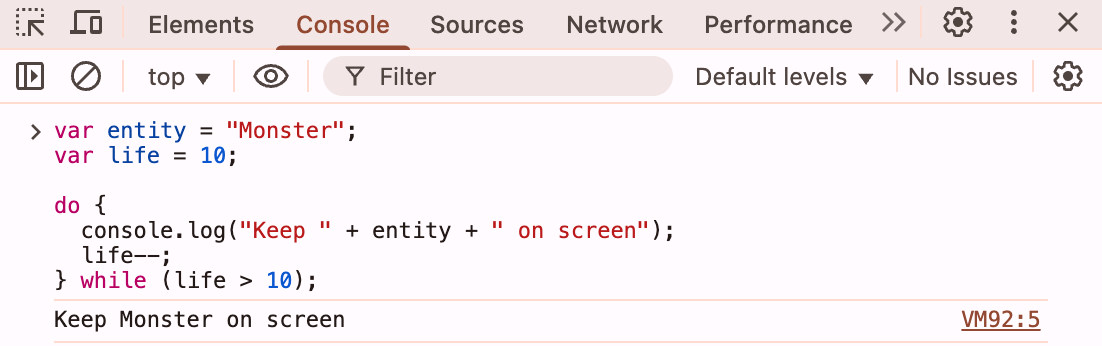 Elements Console Sources Network Performance
top Filter Default levels No Issues
var entity = "Monster";
var life = 10;
do {
  console.log("Keep " + entity + " on screen");
  life--;
} while (life > 10);
Keep Monster on screen VM92:5